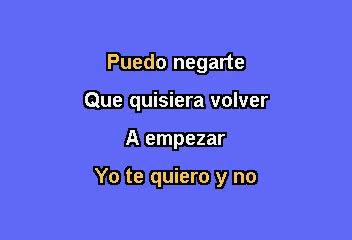 Puedo negarte
Que quisiera volver
A empezar
Yo te quiero y no